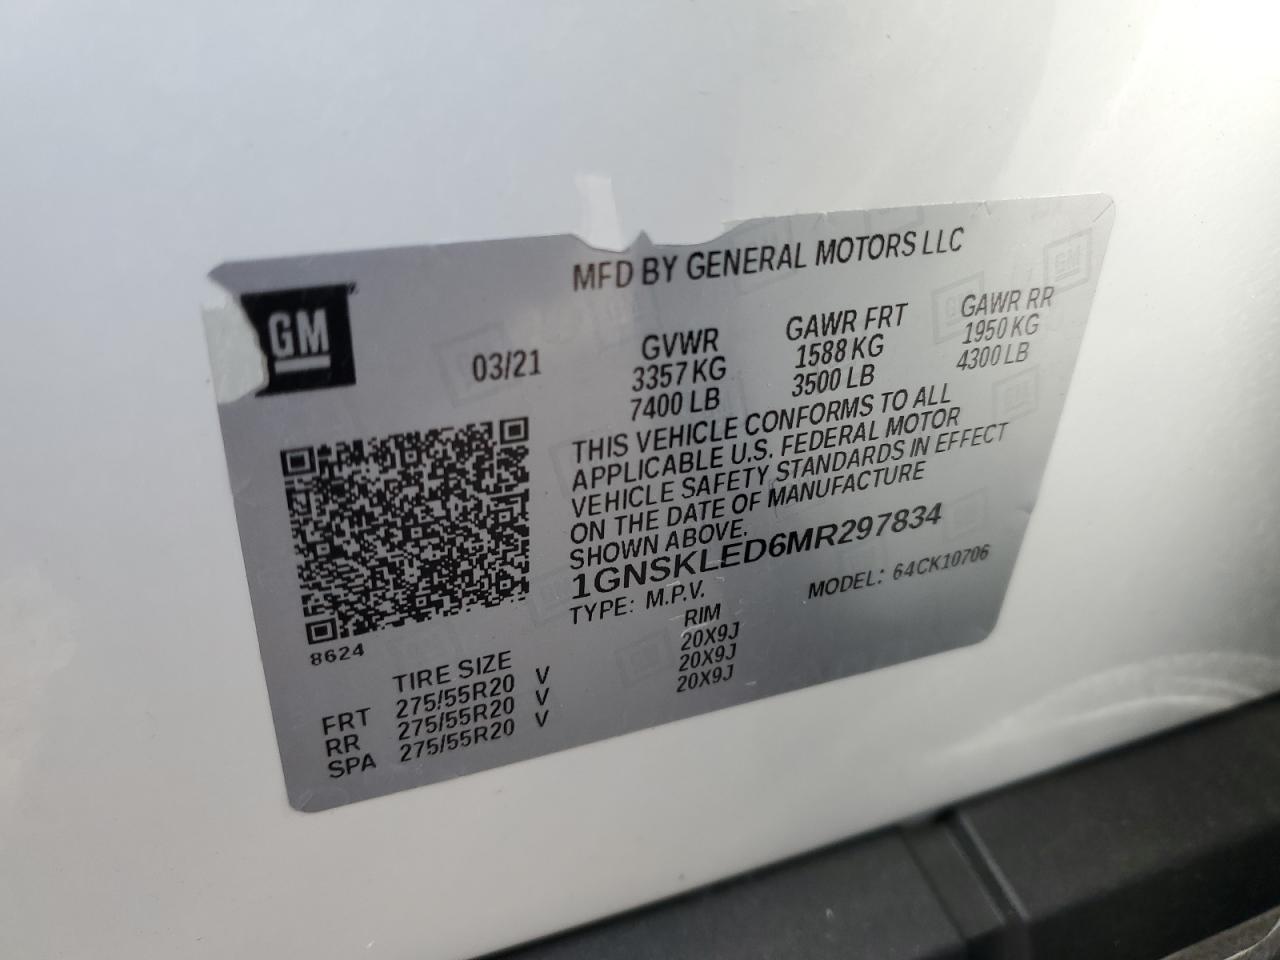 MFD BY GENERAL MOTORS LLC
GM
03/21
GVWR
3357 KG
7400 LB
GAWR FRT
1588 KG
3500 LB
GAWR RR
1950 KG
4300 LB
THIS VEHICLE CONFORMS TO ALL
APPLICABLE U.S. FEDERAL MOTOR
VEHICLE SAFETY STANDARDS IN EFFECT
ON THE DATE OF MANUFACTURE
SHOWN ABOVE.
1GNSKLED6MR297834
TYPE: M.P.V.
MODEL: 64CK10706
8624
TIRE SIZE RIM
FRT 275/55R20 V 20X9J
RR 275/55R20 V 20X9J
SPA 275/55R20 V 20X9J